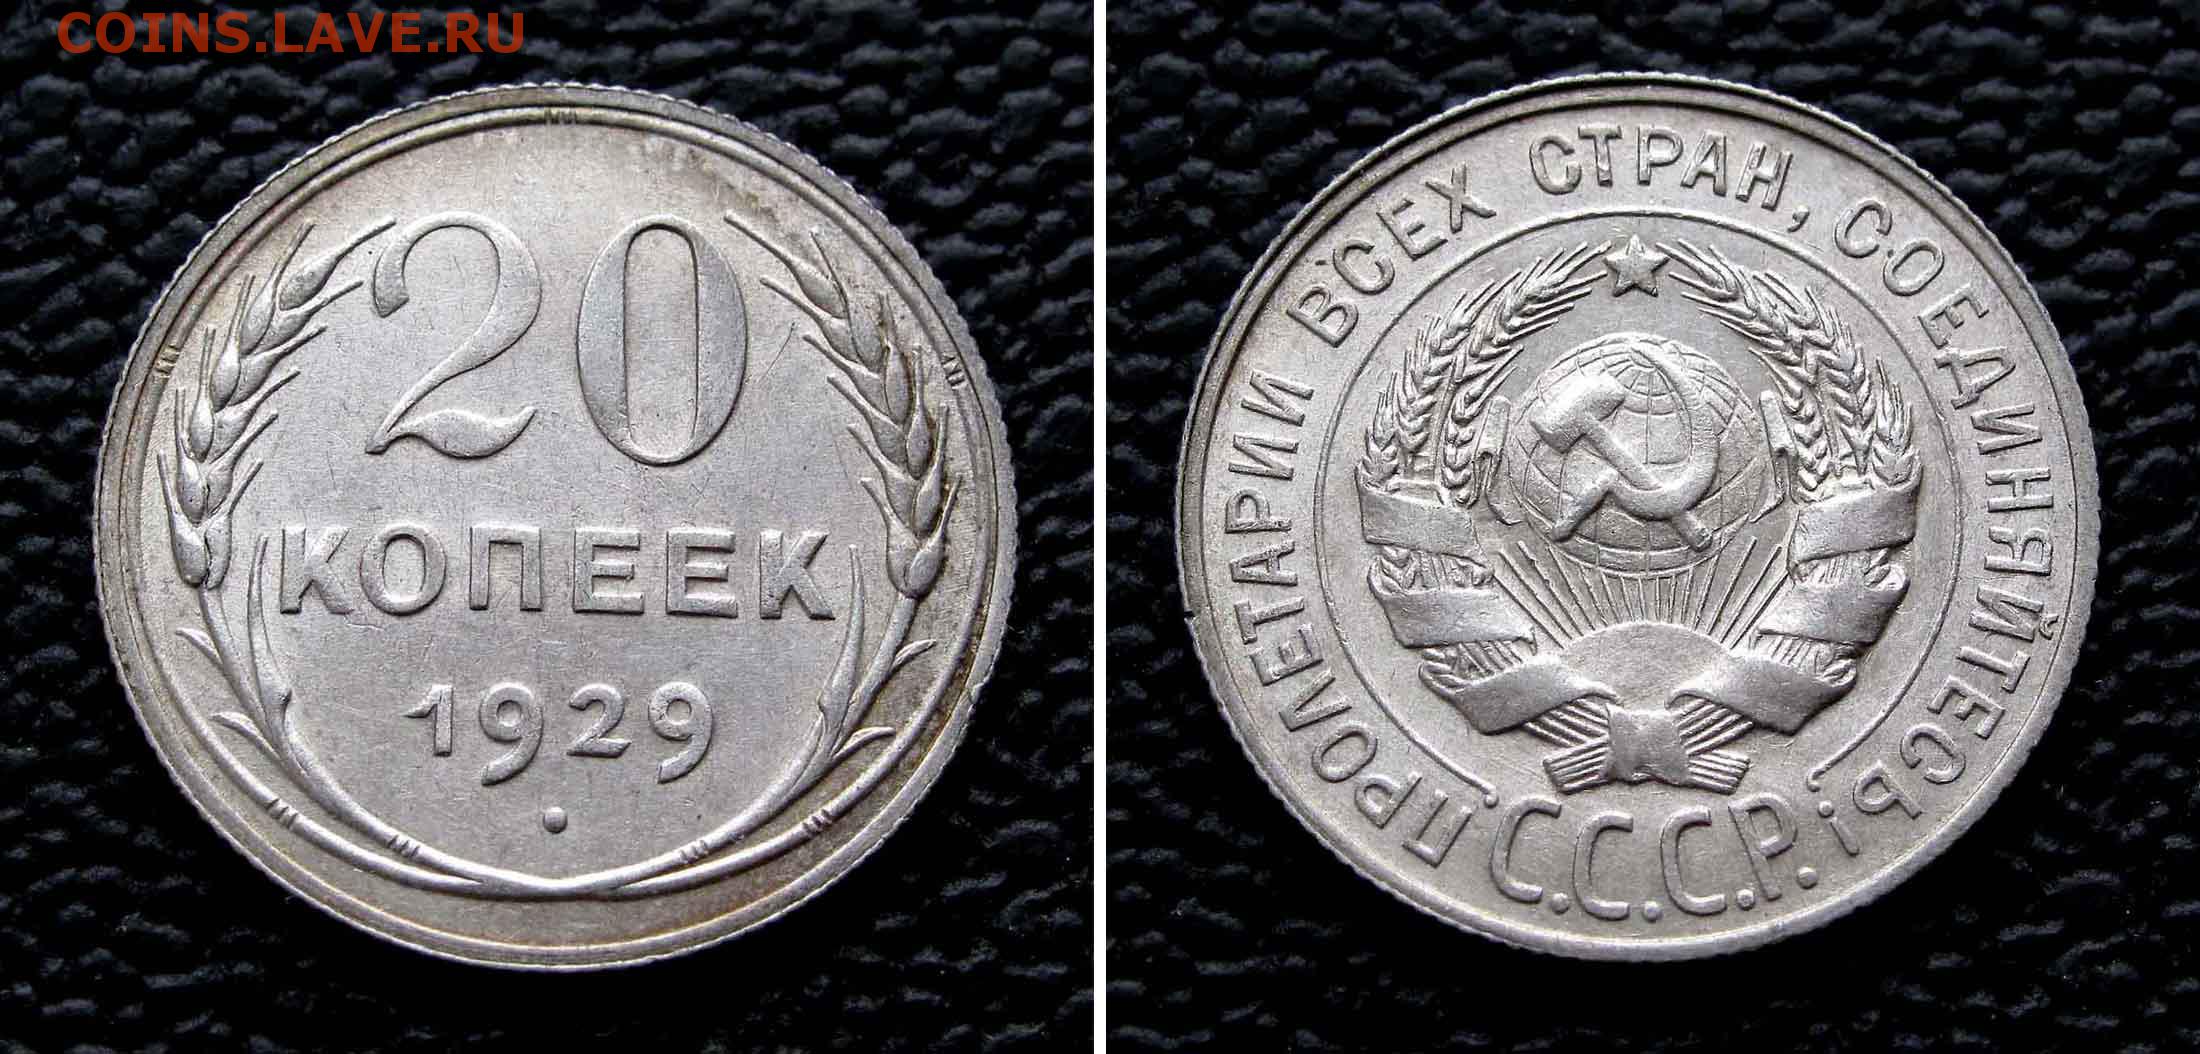 COINS.LAVE.RU
20
КОПЕЕК
1929
ПРОЛЕТАРИИ ВСЕХ СТРАН, СОЕДИНЯЙТЕСЬ!
С.С.С.Р.